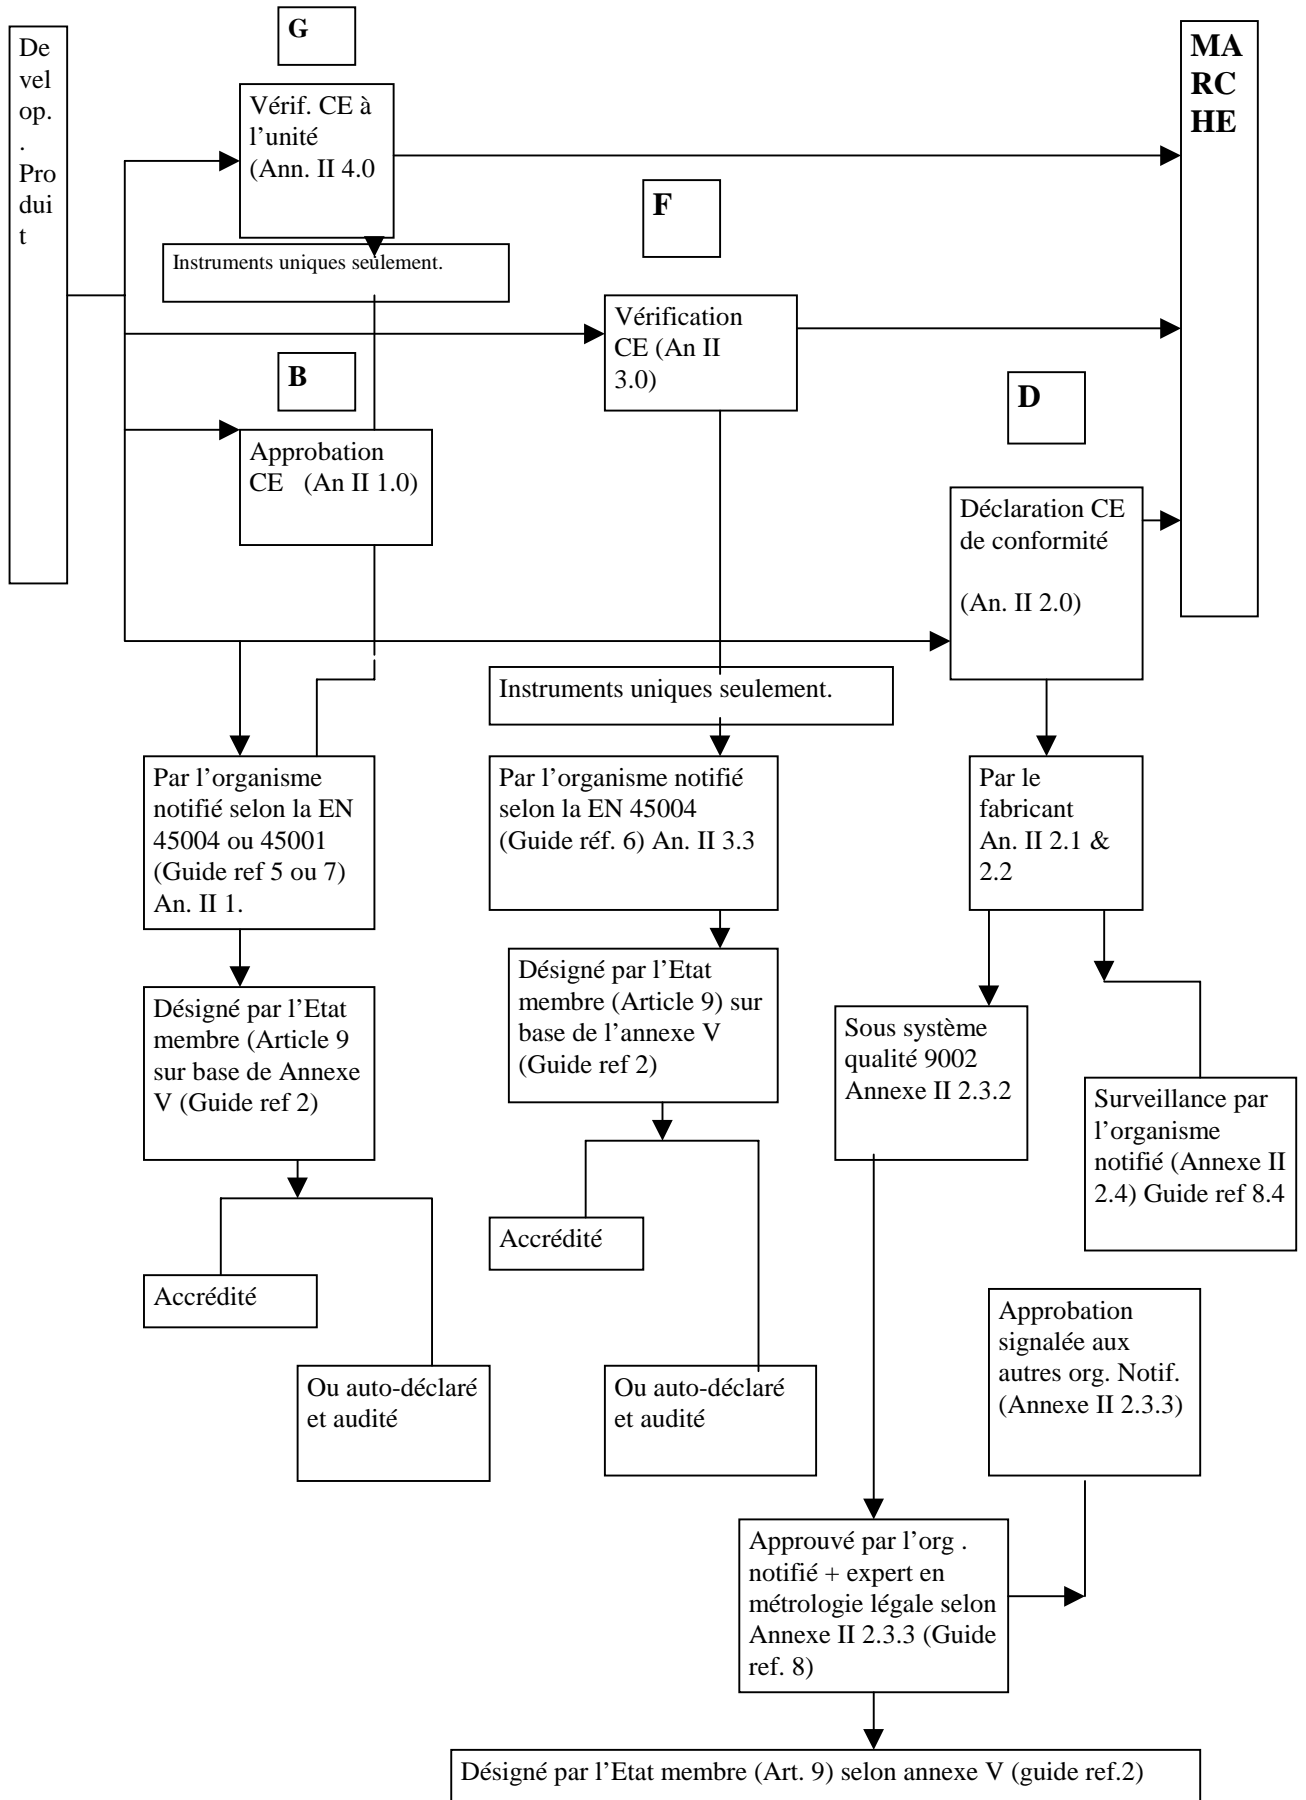 De
vel
op.
.
Pro
dui
t
G
MA
RC
HE
Vérif. CE à
l’unité
(Ann. II 4.0
F
Instruments uniques seulement.
Vérification
CE (An II
3.0)
B
D
Approbation
CE (An II 1.0)
Déclaration CE
de conformité
(An. II 2.0)
Instruments uniques seulement.
Par l’organisme
notifié selon la EN
45004 ou 45001
(Guide ref 5 ou 7)
An. II 1.
Par l’organisme notifié
selon la EN 45004
(Guide réf. 6) An. II 3.3
Par le
fabricant
An. II 2.1 &
2.2
Désigné par l’Etat
membre (Article 9
sur base de Annexe
V (Guide ref 2)
Désigné par l’Etat
membre (Article 9) sur
base de l’annexe V
(Guide ref 2)
Sous système
qualité 9002
Annexe II 2.3.2
Surveillance par
l’organisme
notifié (Annexe II
2.4) Guide ref 8.4
Accrédité
Accrédité
Ou auto-déclaré
et audité
Ou auto-déclaré
et audité
Approbation
signalée aux
autres org. Notif.
(Annexe II 2.3.3)
Approuvé par l’org .
notifié + expert en
métrologie légale selon
Annexe II 2.3.3 (Guide
ref. 8)
Désigné par l’Etat membre (Art. 9) selon annexe V (guide ref.2)